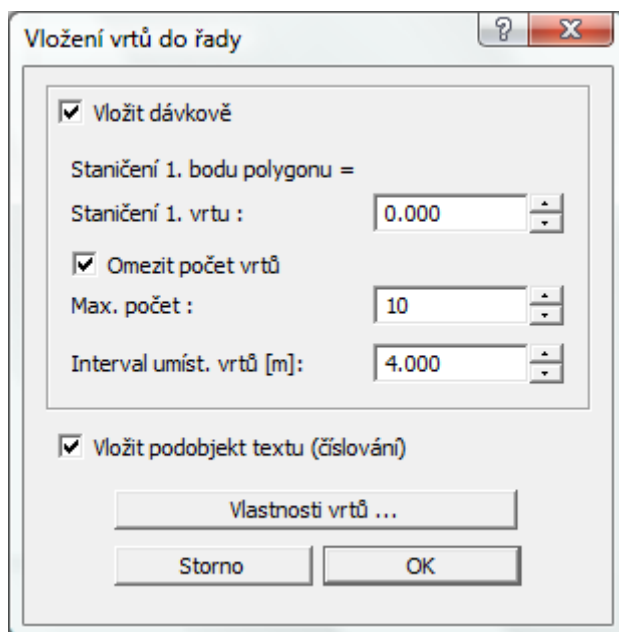 Vložení vrtů do řady
Vložit dávkově
Staničení 1. bodu polygonu =
Staničení 1. vrtu : 0.000
Omezit počet vrtů
Max. počet : 10
Interval umíst. vrtů [m]: 4.000
Vložit podobjekt textu (číslování)
Vlastnosti vrtů ...
Storno OK